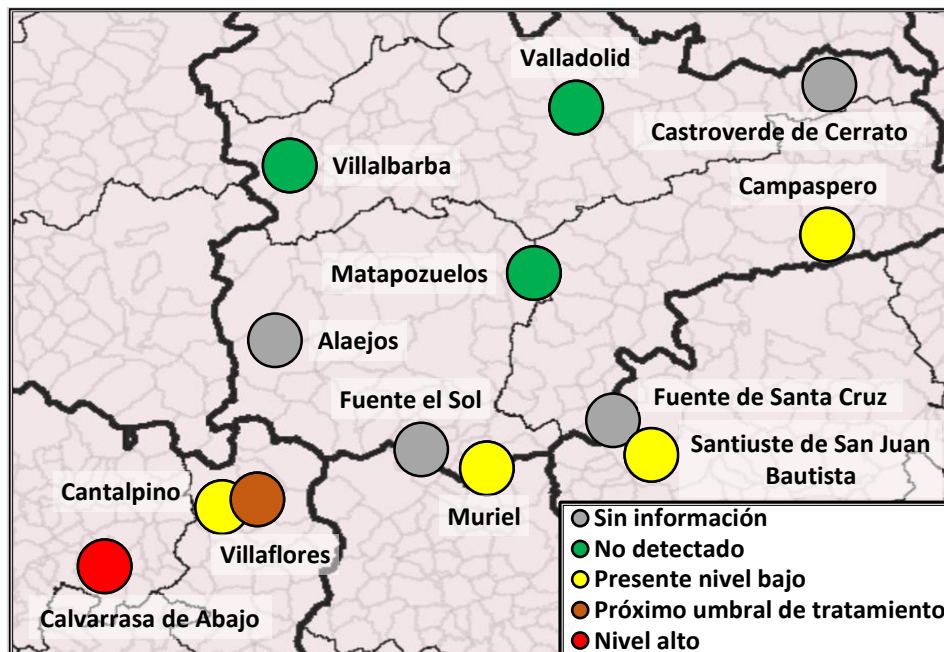 Valladolid
Castroverde de Cerrato
Villalbarba
Campaspero
Matapozuelos
Alaejos
Fuente el Sol
Fuente de Santa Cruz
Santiuste de San Juan
Bautista
Cantalpino
Muriel
Villaflores
Calvarrasa de Abajo
Sin información
No detectado
Presente nivel bajo
Próximo umbral de tratamiento
Nivel alto